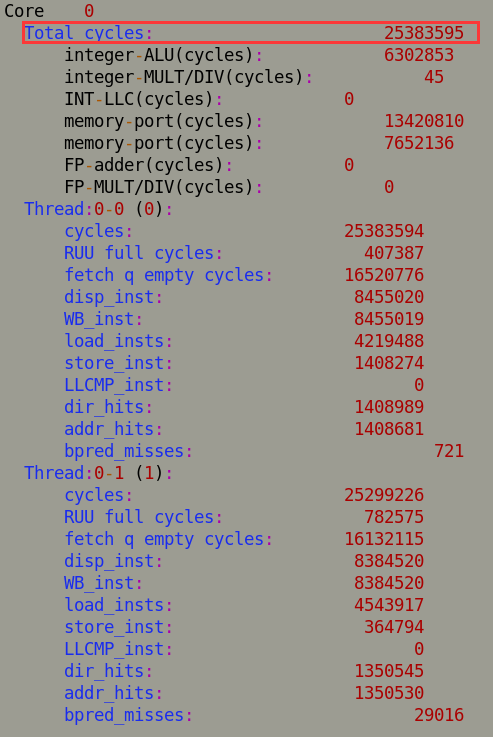 Core 0
Total cycles: 25383595
integer-ALU(cycles): 6302853
integer-MULT/DIV(cycles): 45
INT-LLC(cycles): 0
memory-port(cycles): 13420810
memory-port(cycles): 7652136
FP-adder(cycles): 0
FP-MULT/DIV(cycles): 0
Thread:0-0 (0):
cycles: 25383594
RUU full cycles: 407387
fetch q empty cycles: 16520776
disp_inst: 8455020
WB_inst: 8455019
load_insts: 4219488
store_inst: 1408274
LLCMP_inst: 0
dir_hits: 1408989
addr_hits: 1408681
bpred_misses: 721
Thread:0-1 (1):
cycles: 25299226
RUU full cycles: 782575
fetch q empty cycles: 16132115
disp_inst: 8384520
WB_inst: 8384520
load_insts: 4543917
store_inst: 364794
LLCMP_inst: 0
dir_hits: 1350545
addr_hits: 1350530
bpred_misses: 29016